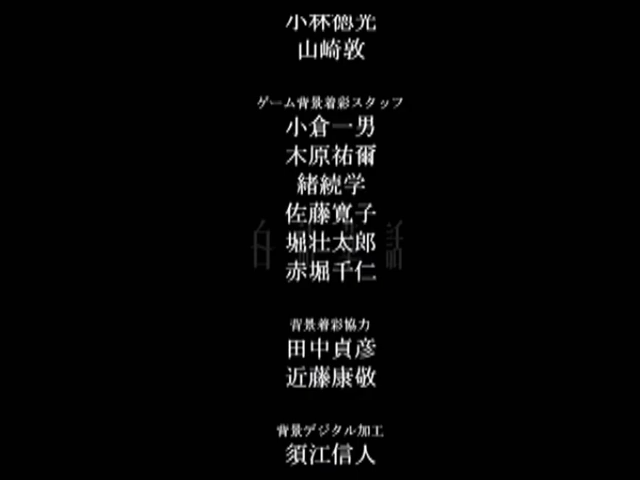 小林徳光
山崎敦
ゲーム背景着彩スタッフ
小倉一男
木原祐爾
緒続学
佐藤寛子
堀壮太郎
赤堀千仁
背景着彩協力
田中貞彦
近藤康敬
背景デジタル加工
須江信人